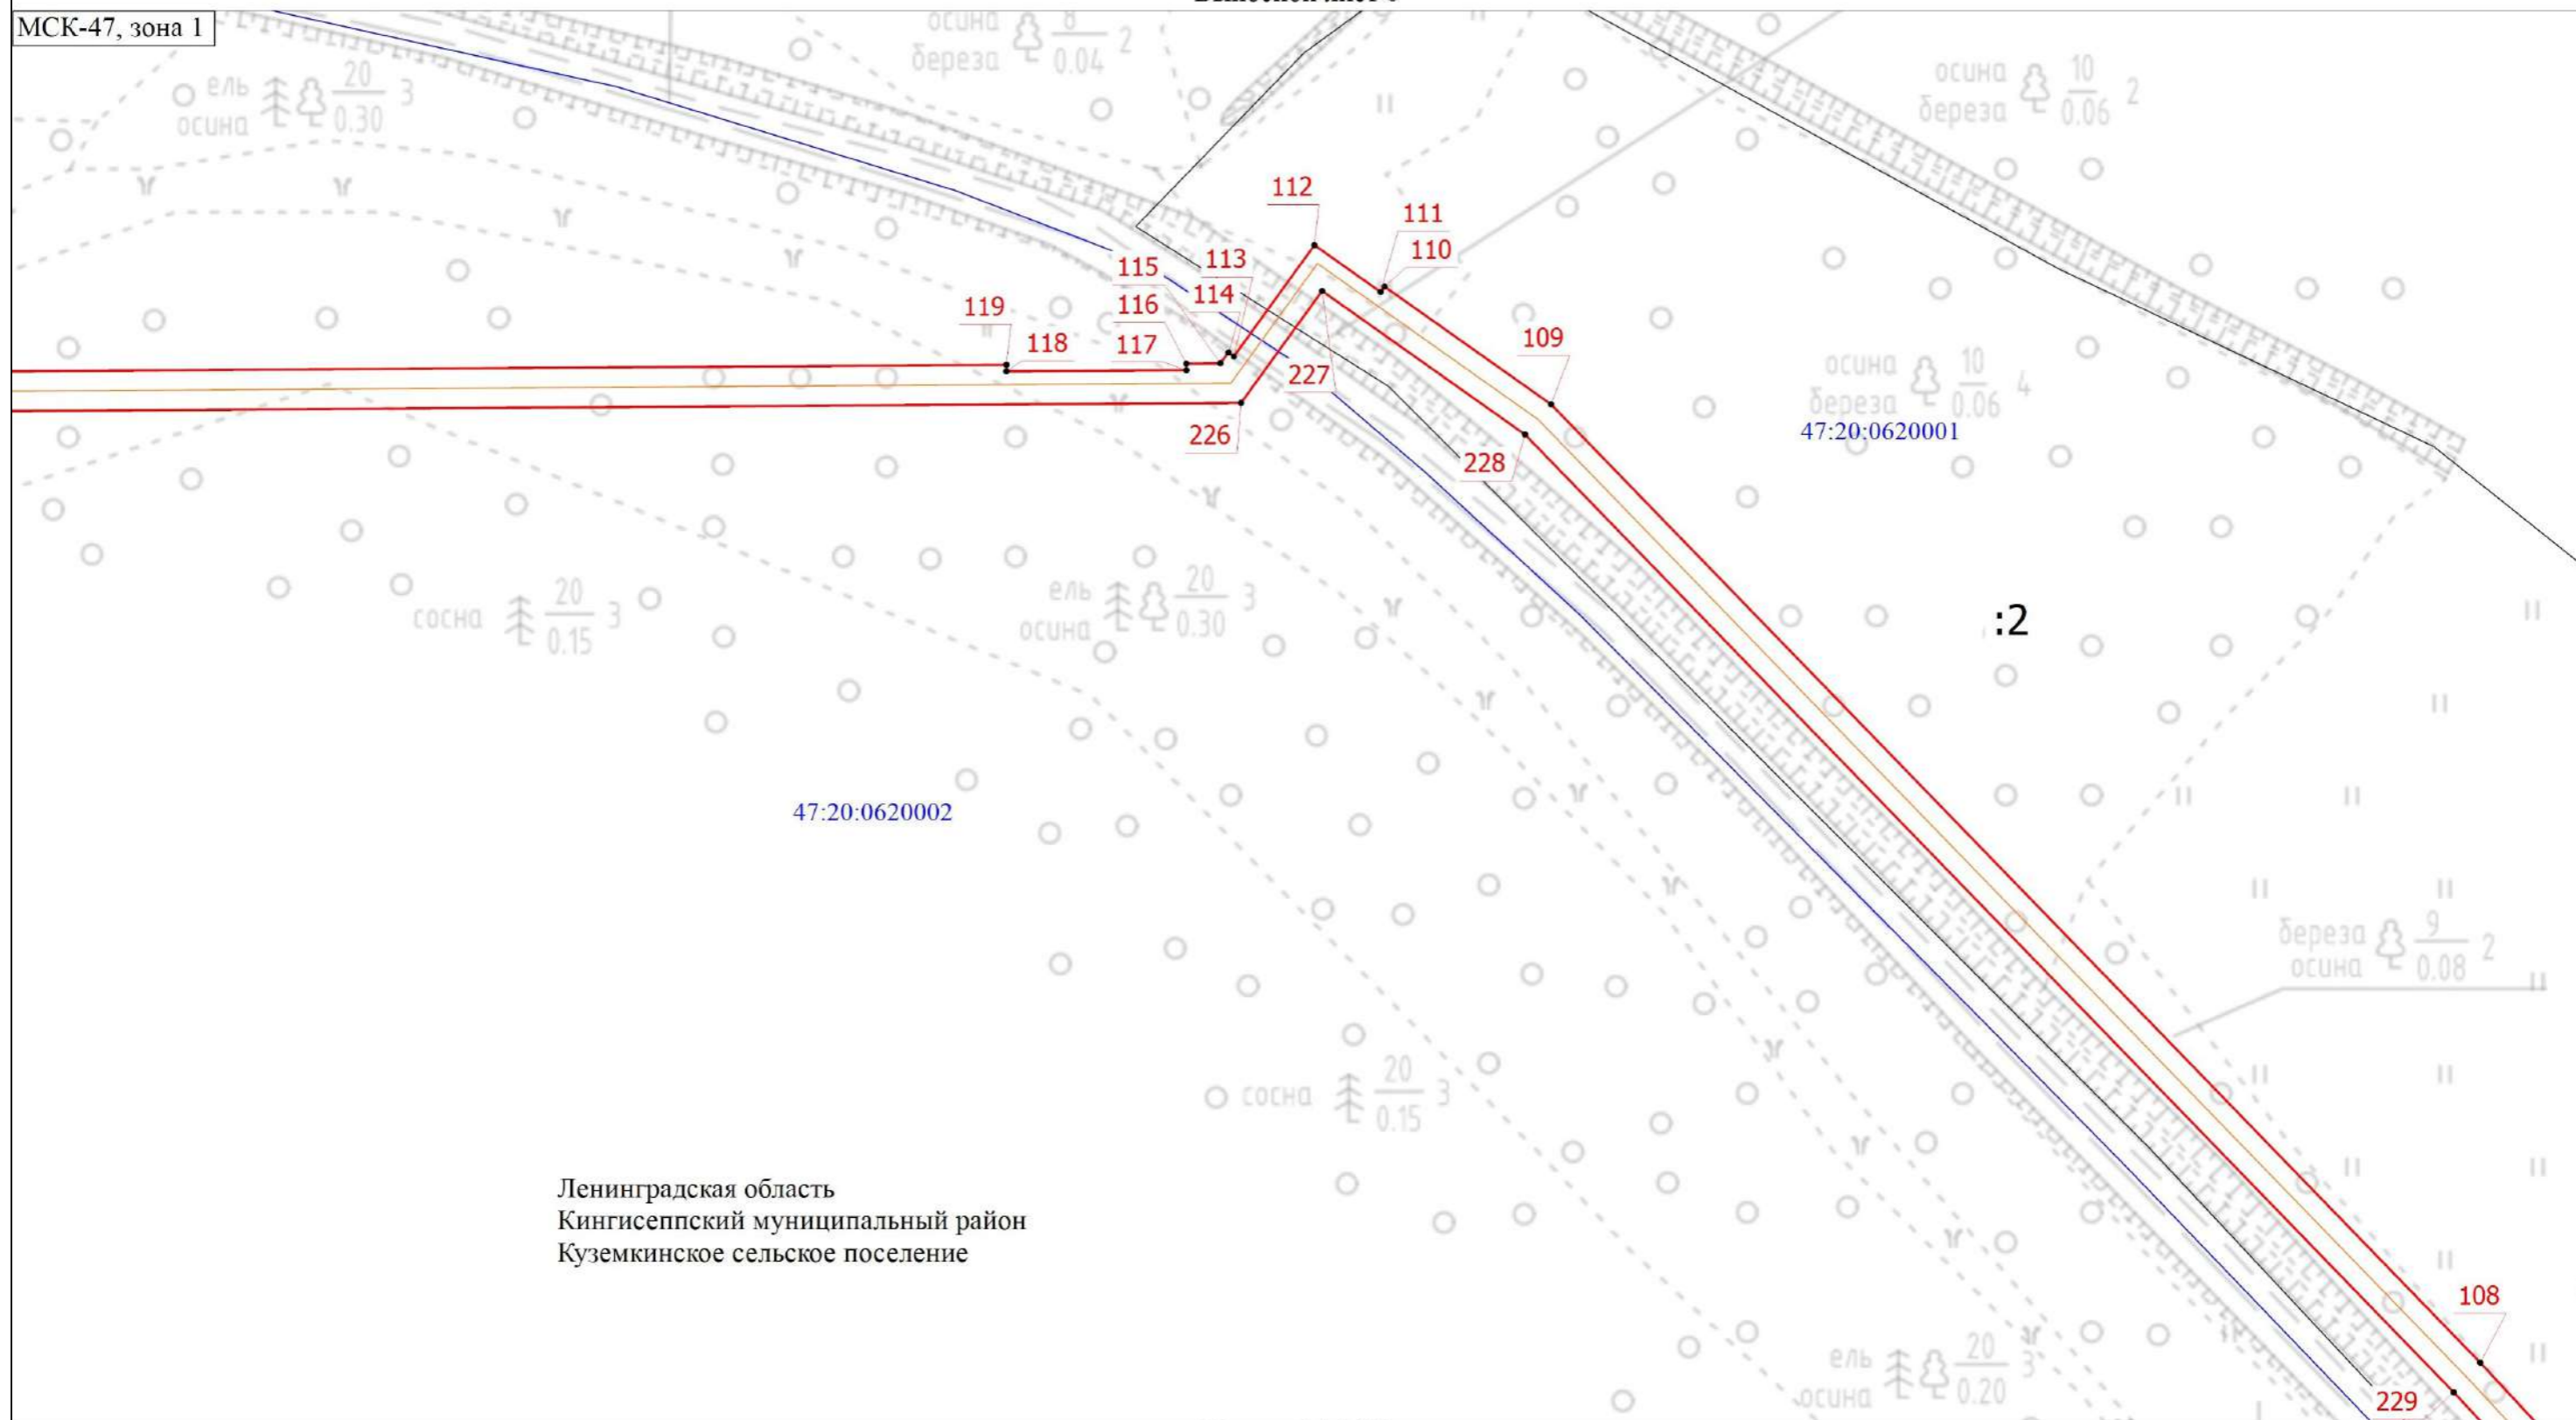 МСК-47, зона 1
осина
береза
8
0.04
2
ель
осина
20
0.30
3
осина
береза
10
0.06
2
112
111
110
113
115
114
116
119
118
117
109
227
226
228
осина
береза
10
0.06
4
47:20:0620001
сосна
20
0.15
3
ель
осина
20
0.30
3
:2
47:20:0620002
береза
осина
9
0.08
2
сосна
20
0.15
3
Ленинградская область
Кингисеппский муниципальный район
Куземкинское сельское поселение
108
ель
осина
20
0.20
3
229